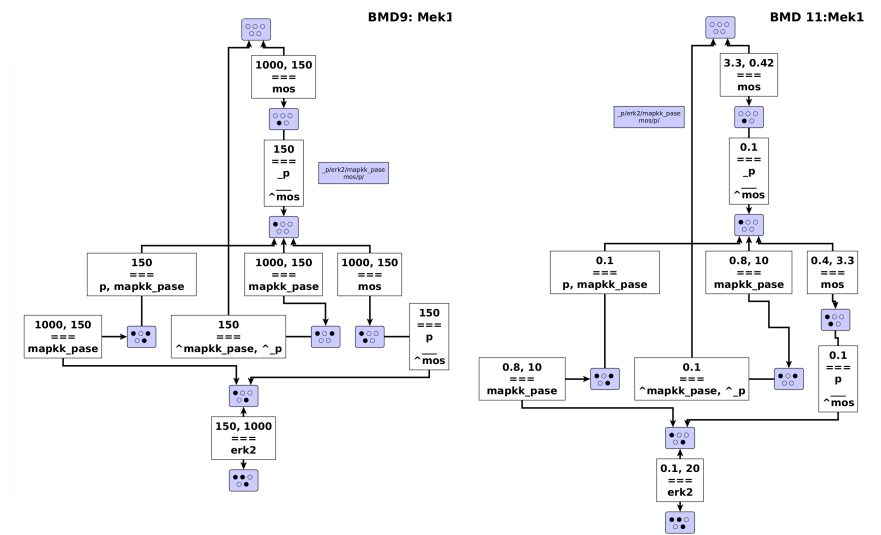 BMD9: Mek1
1000, 150
===
mos
150
===
_p
^mos
_p/erk2/mapkk_pase
mos/p/
150
===
p, mapkk_pase
1000, 150
===
mapkk_pase
1000, 150
===
mos
1000, 150
===
mapkk_pase
150
===
^mapkk_pase, ^_p
150
===
p
^mos
150, 1000
===
erk2
BMD 11:Mek1
3.3, 0.42
===
mos
_p/erk2/mapkk_pase
mos/p/
0.1
===
_p
^mos
0.1
===
p, mapkk_pase
0.8, 10
===
mapkk_pase
0.4, 3.3
===
mos
0.8, 10
===
mapkk_pase
0.1
===
^mapkk_pase, ^_p
0.1
===
p
^mos
0.1, 20
===
erk2